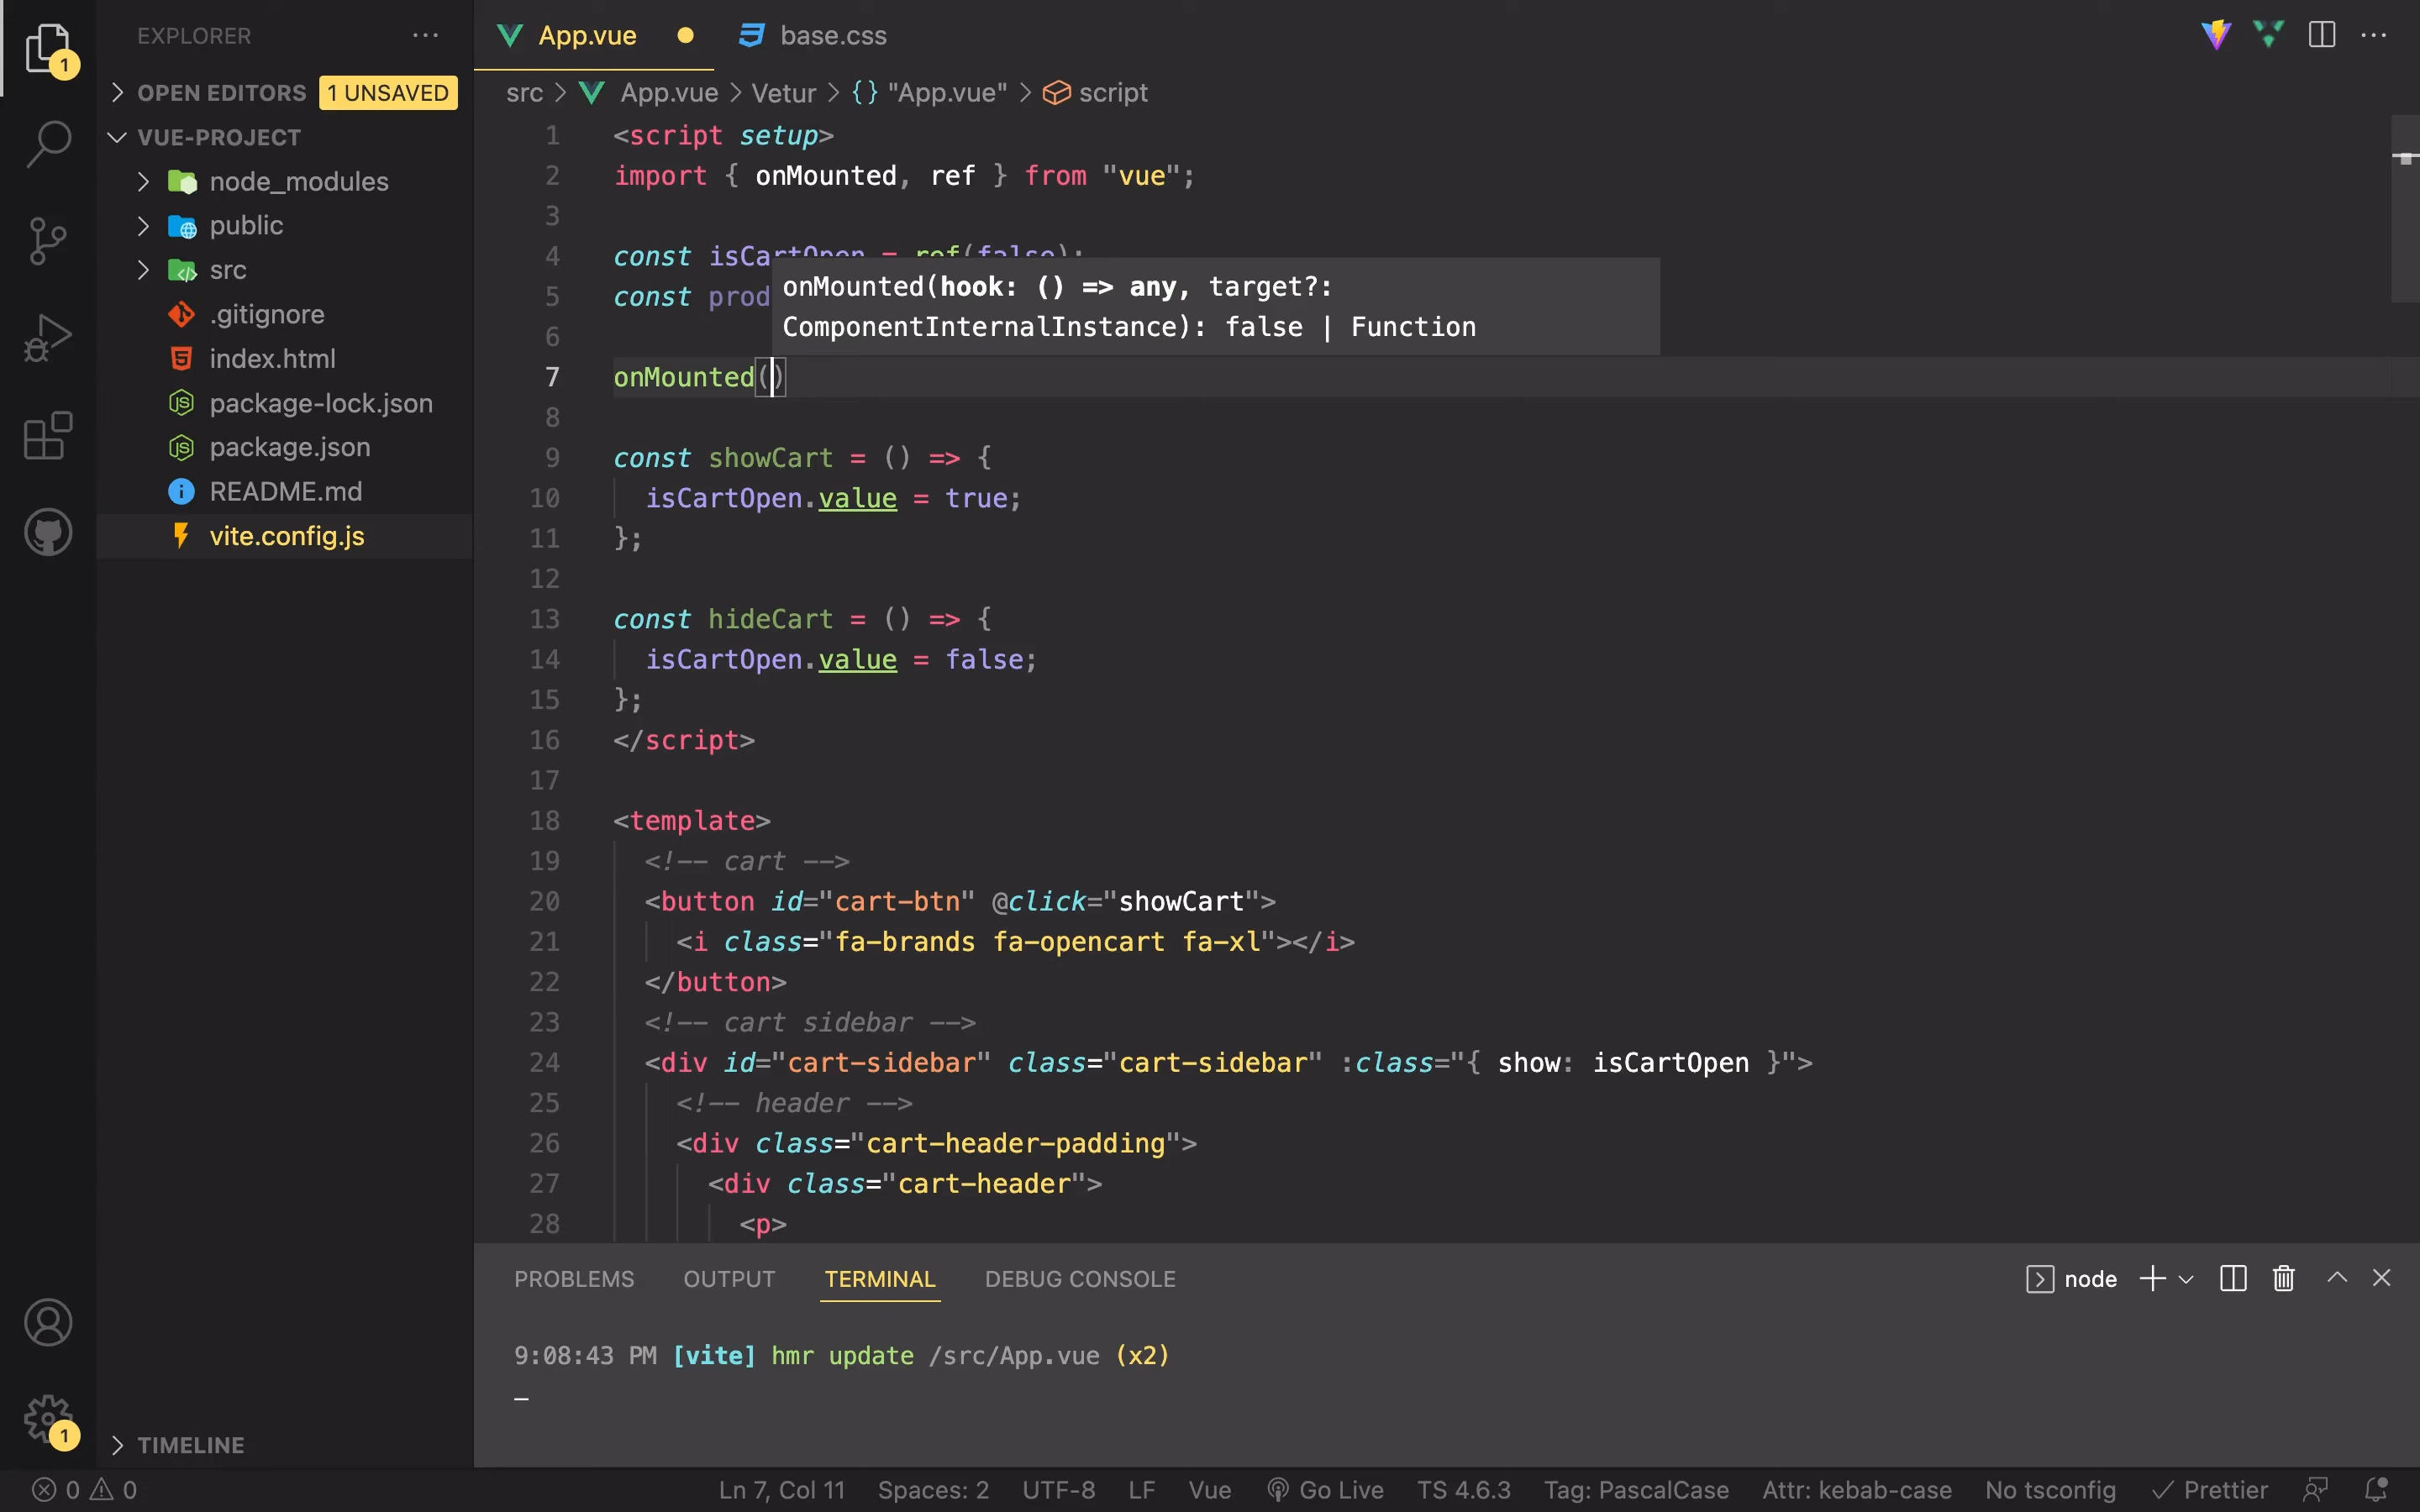 EXPLORER
1
OPEN EDITORS 1 UNSAVED
VUE-PROJECT
node_modules
public
src
.gitignore
index.html
package-lock.json
package.json
README.md
vite.config.js
1
TIMELINE
App.vue
base.css
src > App.vue > Vetur > {} "App.vue" > script
1 <script setup>
2 import { onMounted, ref } from "vue";
3
4 const isCartOpen = ref(false);
5 const prod
onMounted(hook: () => any, target?:
ComponentInternalInstance): false | Function
6
7 onMounted()
8
9 const showCart = () => {
10 isCartOpen.value = true;
11 };
12
13 const hideCart = () => {
14 isCartOpen.value = false;
15 };
16 </script>
17
18 <template>
19 <!-- cart -->
20 <button id="cart-btn" @click="showCart">
21 <i class="fa-brands fa-opencart fa-xl"></i>
22 </button>
23 <!-- cart sidebar -->
24 <div id="cart-sidebar" class="cart-sidebar" :class="{ show: isCartOpen }">
25 <!-- header -->
26 <div class="cart-header-padding">
27 <div class="cart-header">
28 <p>
PROBLEMS OUTPUT TERMINAL DEBUG CONSOLE node
9:08:43 PM [vite] hmr update /src/App.vue (x2)
0 0 Ln 7, Col 11 Spaces: 2 UTF-8 LF Vue Go Live TS 4.6.3 Tag: PascalCase Attr: kebab-case No tsconfig Prettier